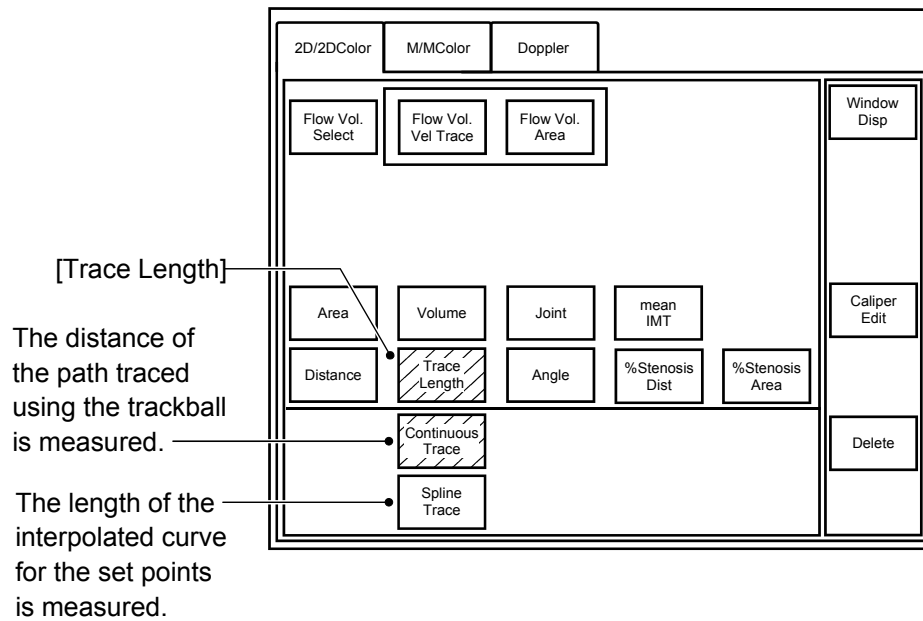 2D/2DColor
M/MColor
Doppler
Flow Vol.
Select
Flow Vol.
Vel Trace
Flow Vol.
Area
Window
Disp
[Trace Length]
Area
Volume
Joint
mean
IMT
Caliper
Edit
The distance of
the path traced
using the trackball
is measured.
Distance
Trace
Length
Angle
%Stenosis
Dist
%Stenosis
Area
Continuous
Trace
Delete
The length of the
interpolated curve
for the set points
is measured.
Spline
Trace